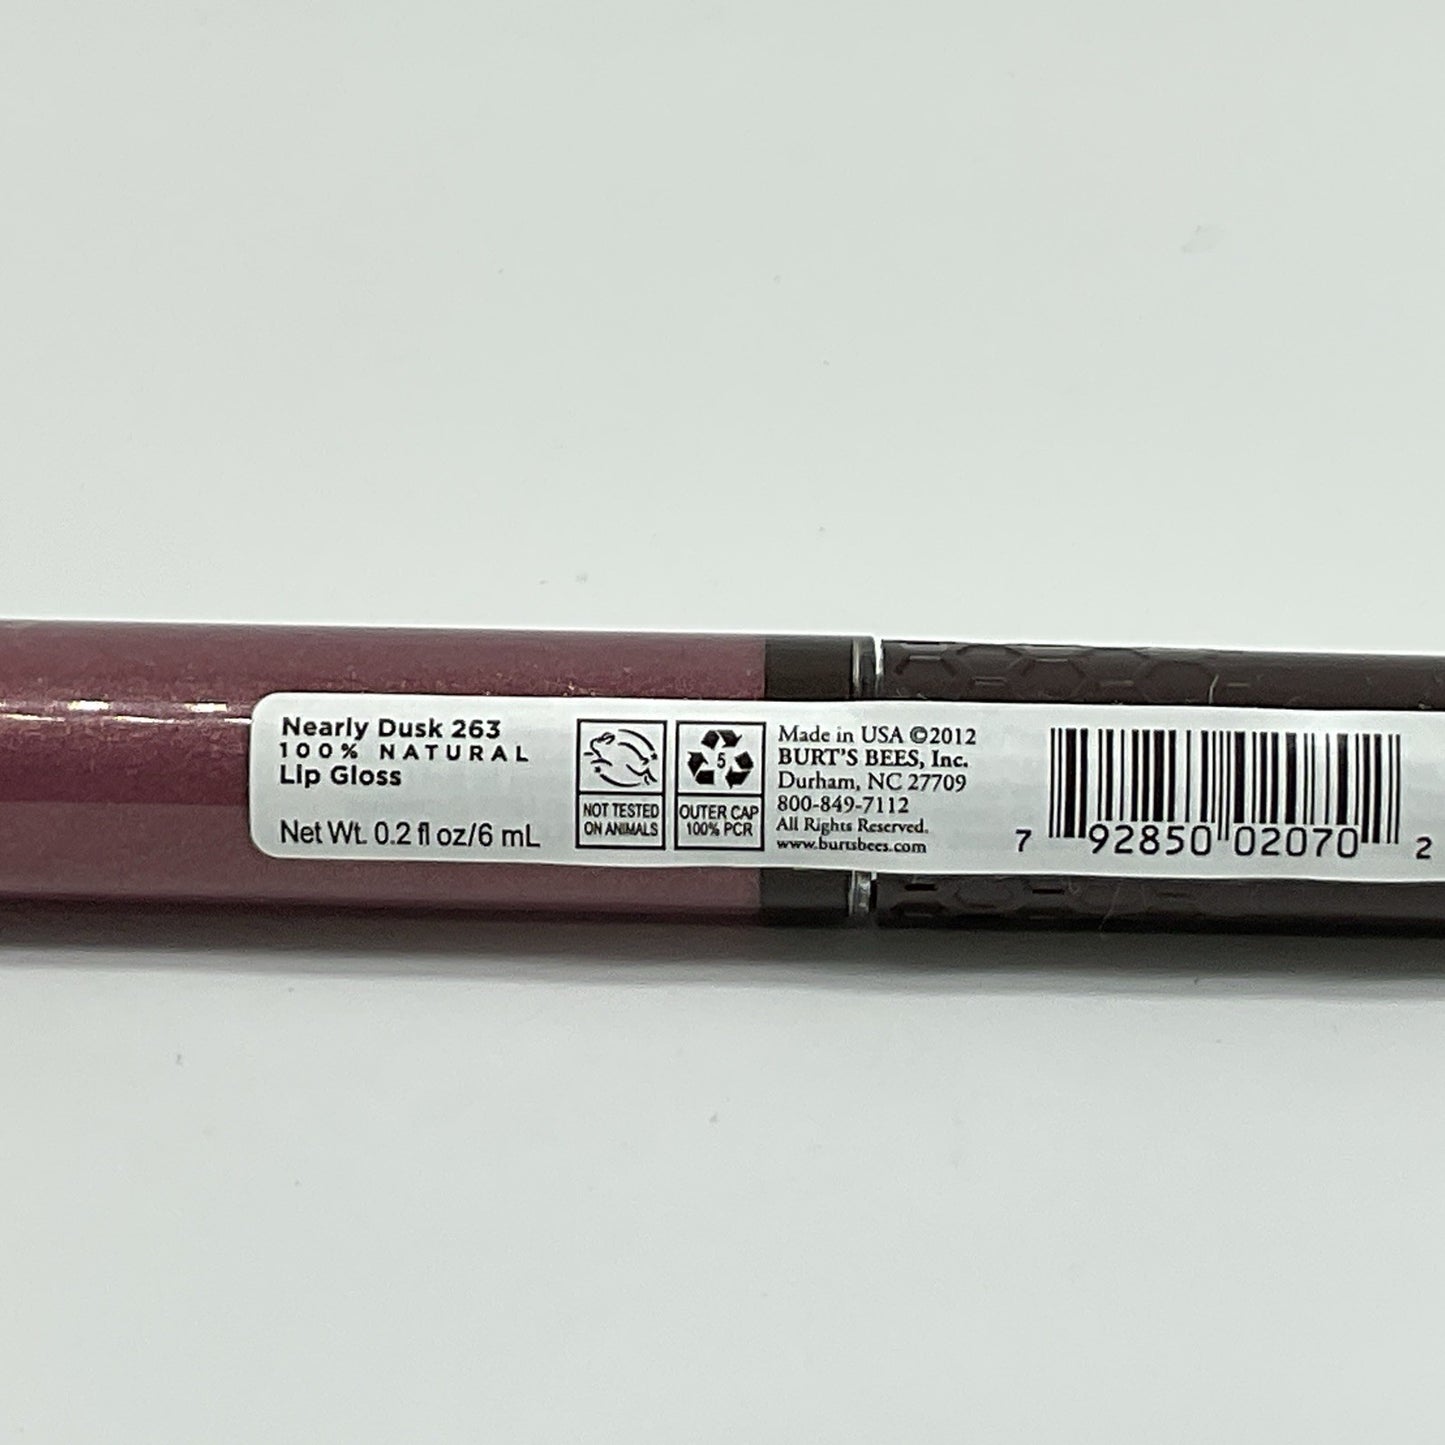 Nearly Dusk 263
100% NATURAL
Lip Gloss
Net Wt. 0.2 fl oz/6 mL
NOT TESTED
ON ANIMALS
5
OUTER CAP
100% PCR
Made in USA ©2012
BURT'S BEES, Inc.
Durham, NC 27709
800-849-7112
All Rights Reserved.
www.burtsbees.com
7 92850 02070 2